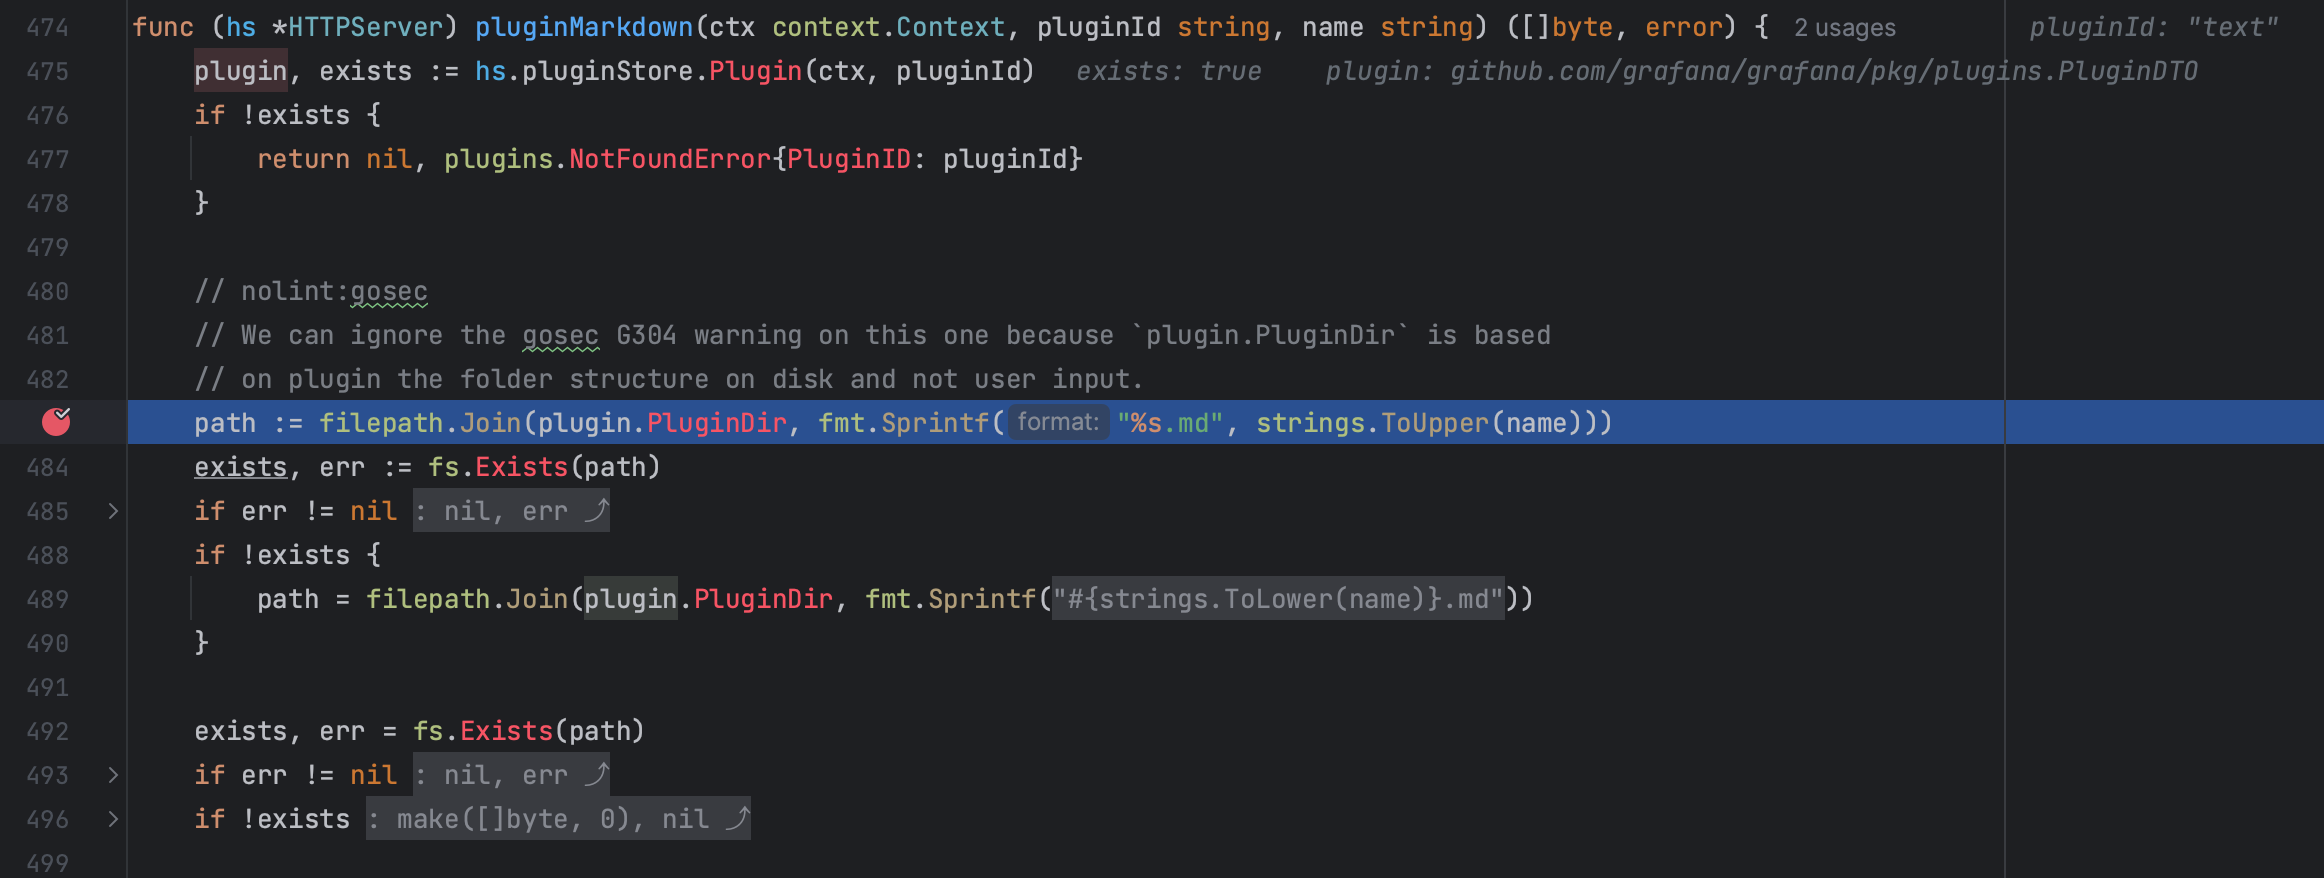 474 func (hs *HTTPServer) pluginMarkdown(ctx context.Context, pluginId string, name string) ([]byte, error) { 2 usages pluginId: "text"
475 plugin, exists := hs.pluginStore.Plugin(ctx, pluginId) exists: true plugin: github.com/grafana/grafana/pkg/plugins.PluginDTO
476 if !exists {
477 return nil, plugins.NotFoundError{PluginID: pluginId}
478 }
479
480 // nolint:gosec
481 // We can ignore the gosec G304 warning on this one because `plugin.PluginDir` is based
482 // on plugin the folder structure on disk and not user input.
path := filepath.Join(plugin.PluginDir, fmt.Sprintf( format: "%s.md", strings.ToUpper(name)))
484 exists, err := fs.Exists(path)
485 if err != nil : nil, err
488 if !exists {
489 path = filepath.Join(plugin.PluginDir, fmt.Sprintf("#{strings.ToLower(name)}.md"))
490 }
491
492 exists, err = fs.Exists(path)
493 if err != nil : nil, err
496 if !exists : make([]byte, 0), nil
499